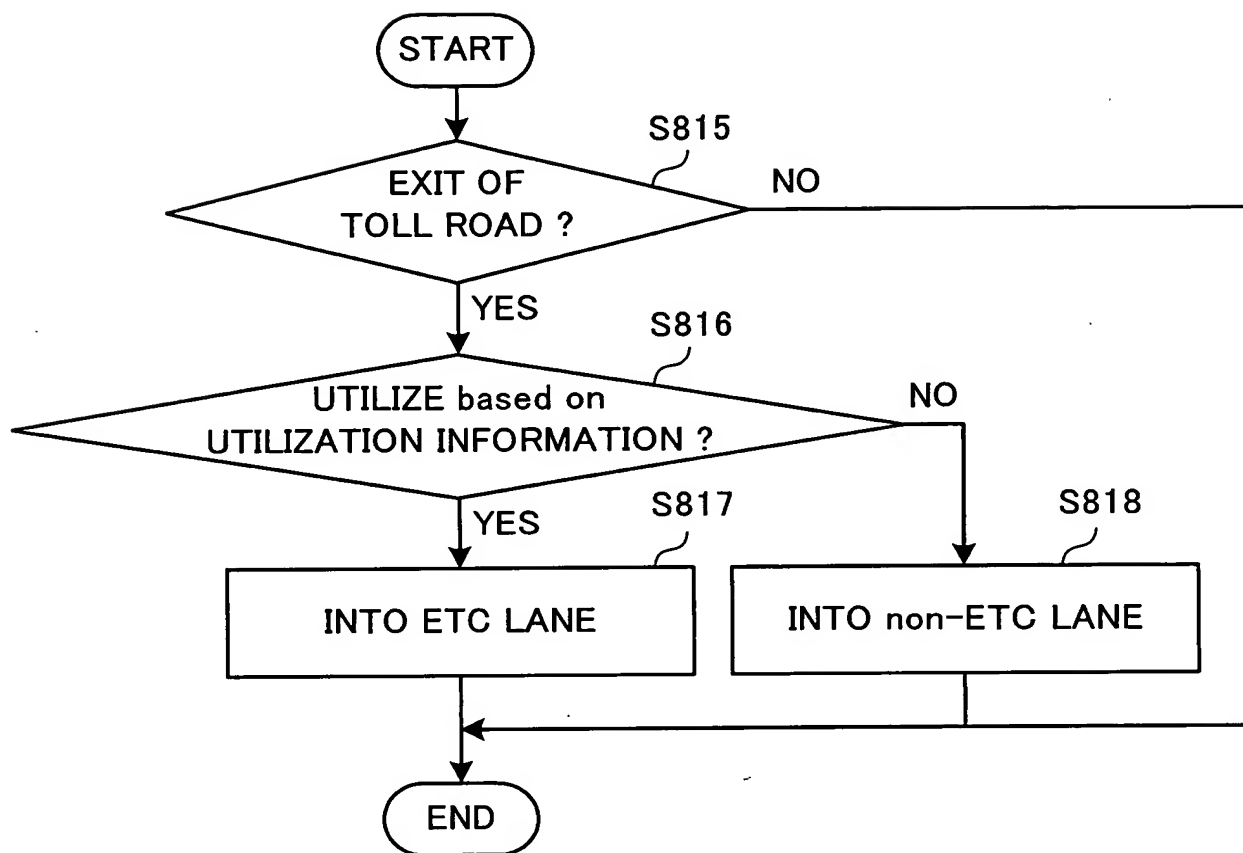 START
S815
EXIT OF
TOLL ROAD ?
NO
YES
S816
UTILIZE based on
UTILIZATION INFORMATION ?
NO
YES
S817
S818
INTO ETC LANE
INTO non-ETC LANE
END